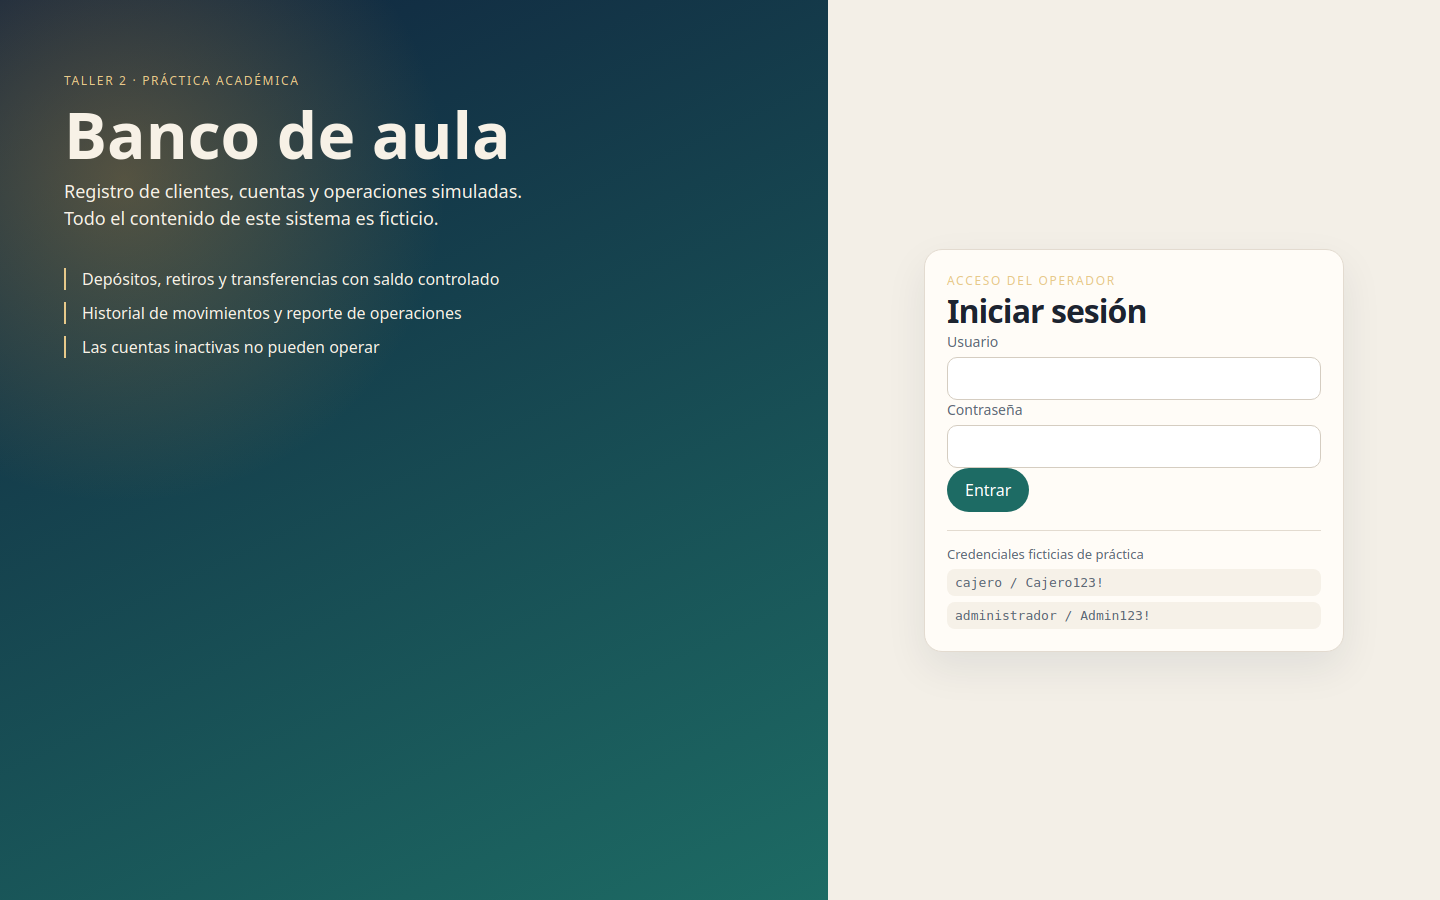 TALLER 2 · PRÁCTICA ACADÉMICA
Banco de aula
Registro de clientes, cuentas y operaciones simuladas.
Todo el contenido de este sistema es ficticio.
Depósitos, retiros y transferencias con saldo controlado
Historial de movimientos y reporte de operaciones
Las cuentas inactivas no pueden operar
ACCESO DEL OPERADOR
Iniciar sesión
Usuario
Contraseña
Entrar
Credenciales ficticias de práctica
cajero / Cajero123!
administrador / Admin123!